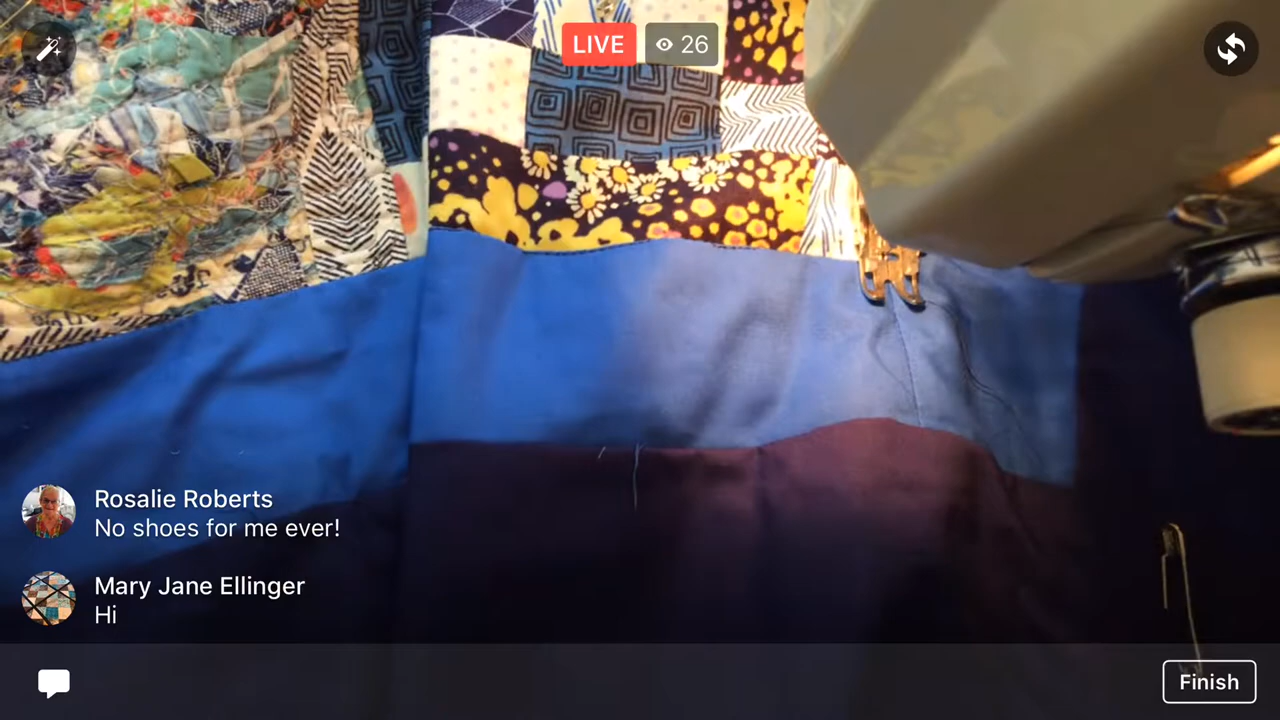 LIVE 26
Rosalie Roberts
No shoes for me ever!
Mary Jane Ellinger
Hi
Finish